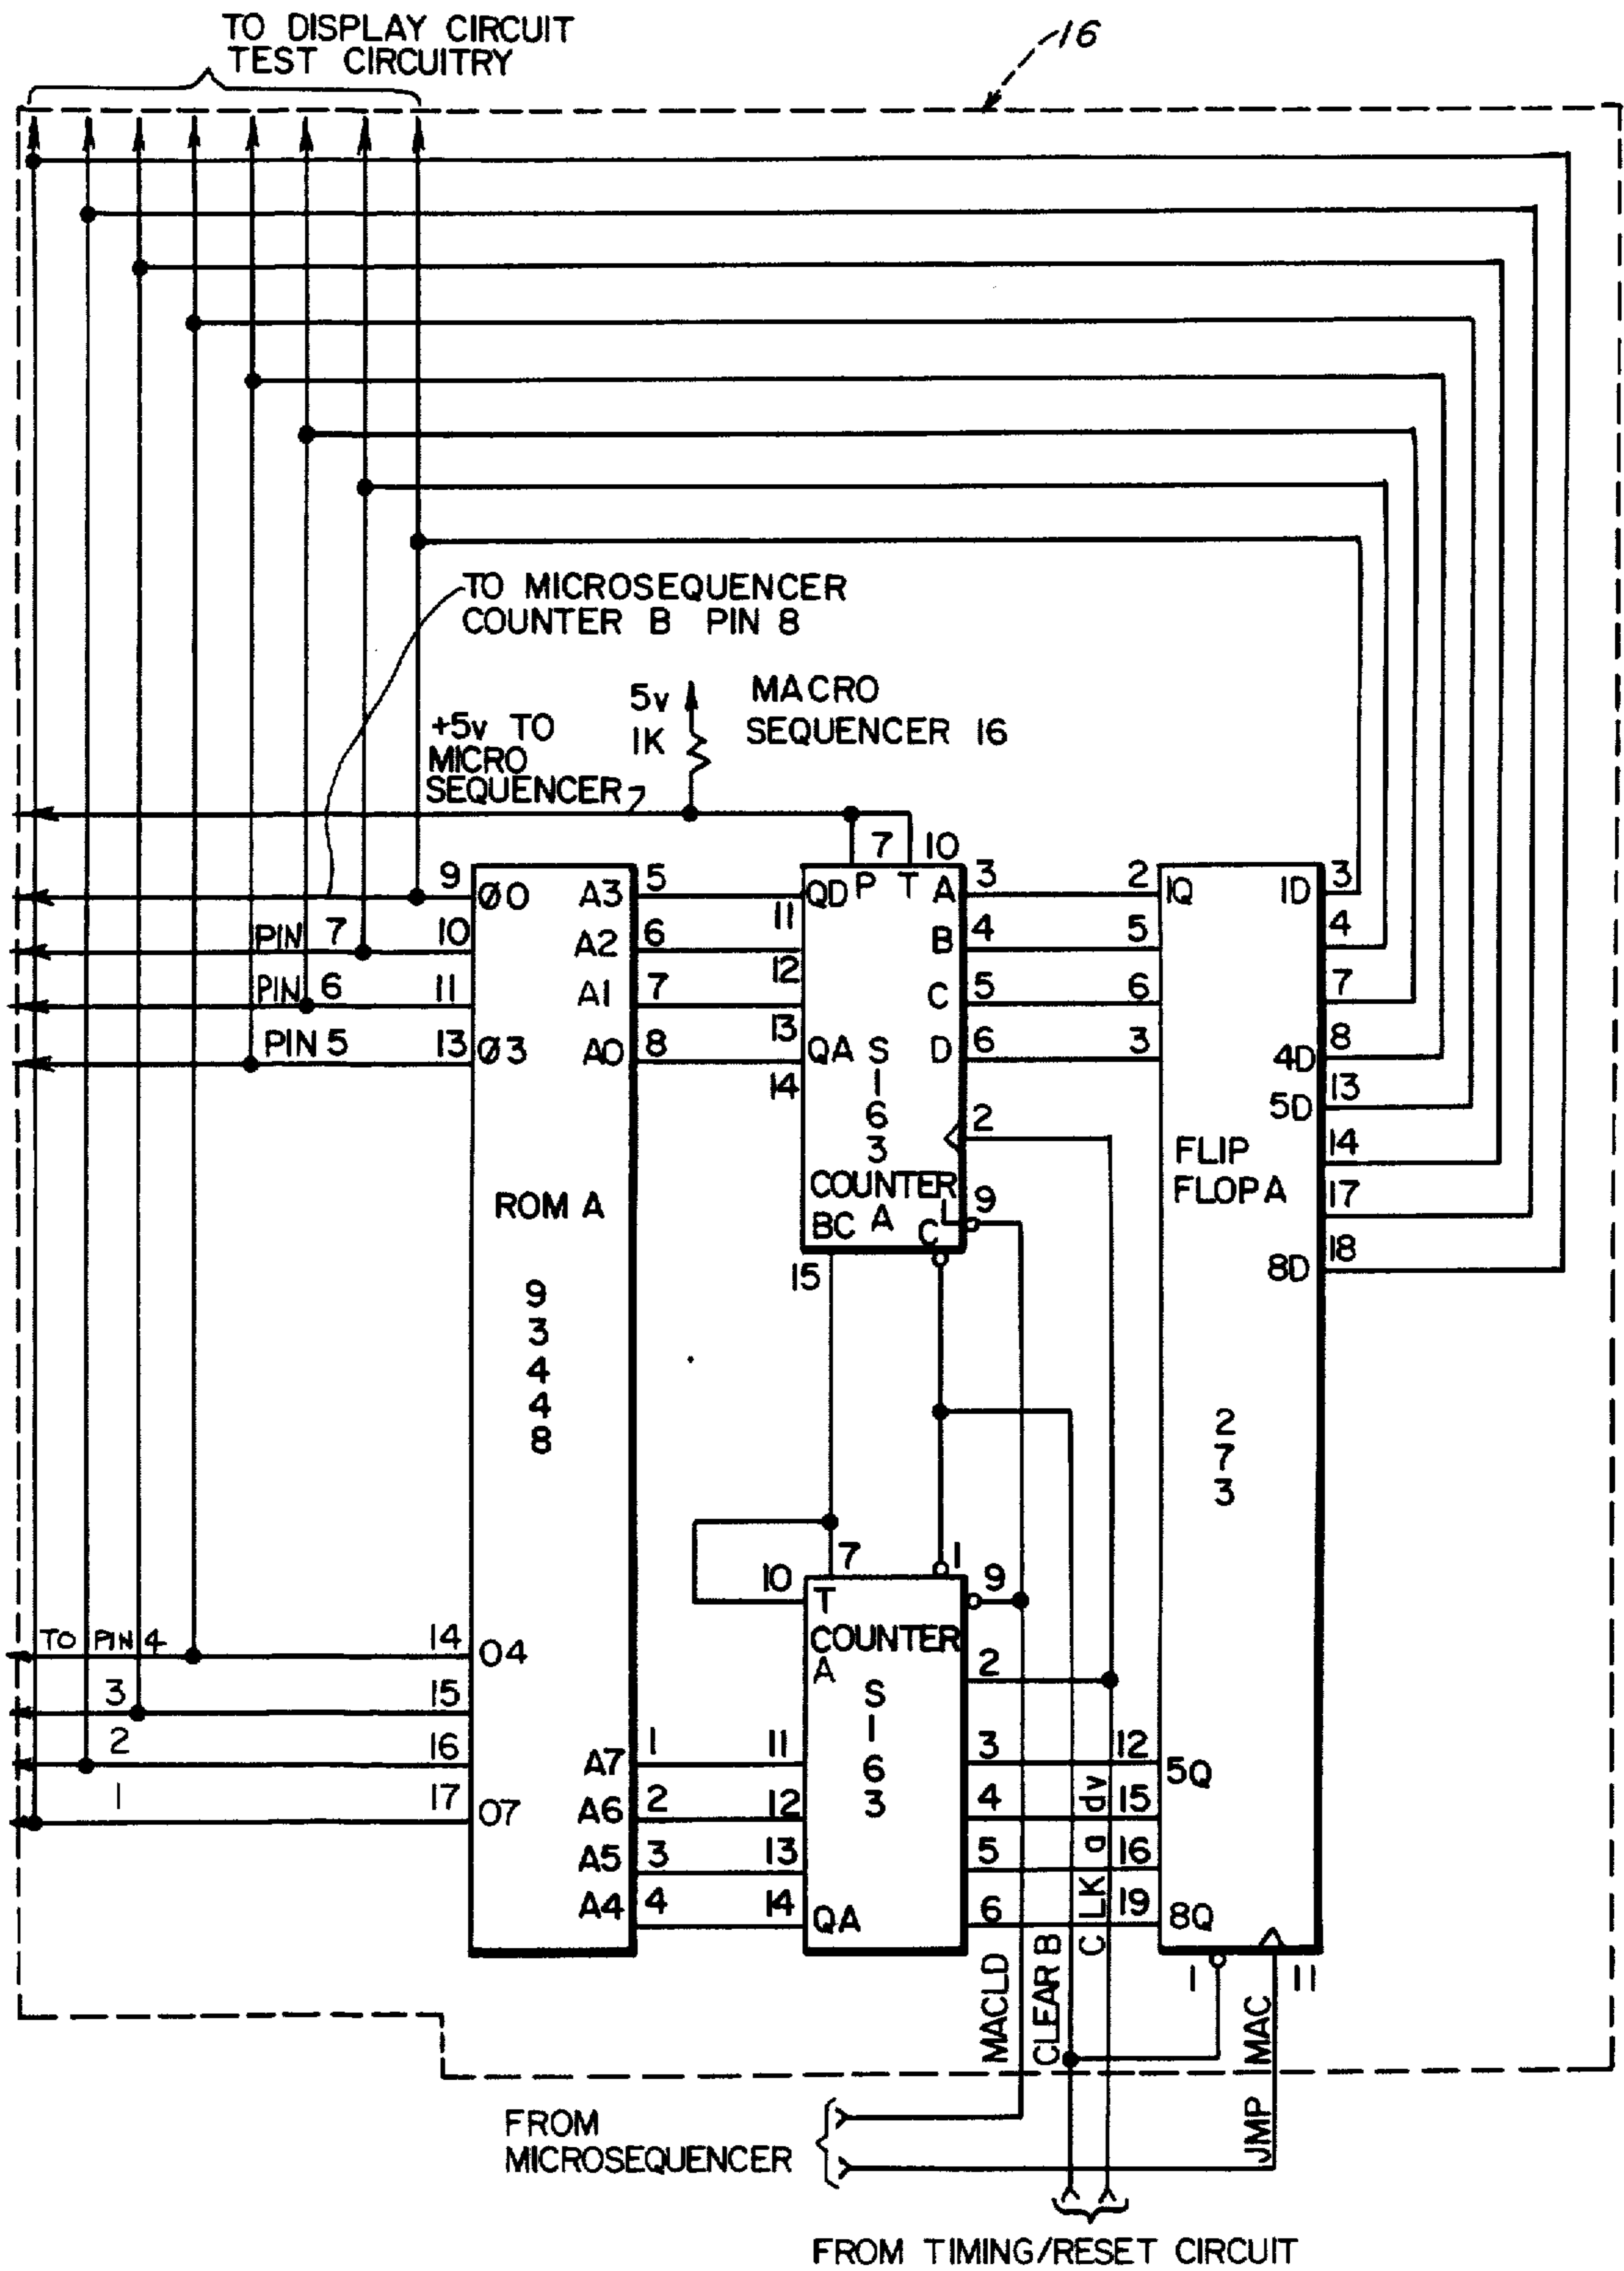 TO DISPLAY CIRCUIT
TEST CIRCUITRY
16
TO MICROSEQUENCER
COUNTER B PIN 8
5v
1K
MACRO
SEQUENCER 16
+5v TO
MICRO
SEQUENCER
7 10
9 Ø0 A3 5 11 QD P T A 3 2 1Q 1D 3
PIN 7 10 A2 6 12 B 4 5 4
PIN 6 11 A1 7 13 C 5 6 7
PIN 5 13 Ø3 A0 8 14 QA S D 6 3 4D 8
1
6
3
2
5D 13
14
17
8D 18
FLIP
FLOP A
ROM A
COUNTER
A
L 9
BC C
15
9
3
4
4
8
2
7
3
7 1
10 T 9
COUNTER
A
2
S
1
6
3
TO PIN 4 14 O4
3 15
2 16
1 17 O7
A7 1 11 3 12 5Q
A6 2 12 4 15
A5 3 13 5 16
A4 4 14 QA 6 19 8Q
1 11
MACLD
CLEAR B
C LK a dv
JMP MAC
FROM
MICROSEQUENCER
FROM TIMING/RESET CIRCUIT